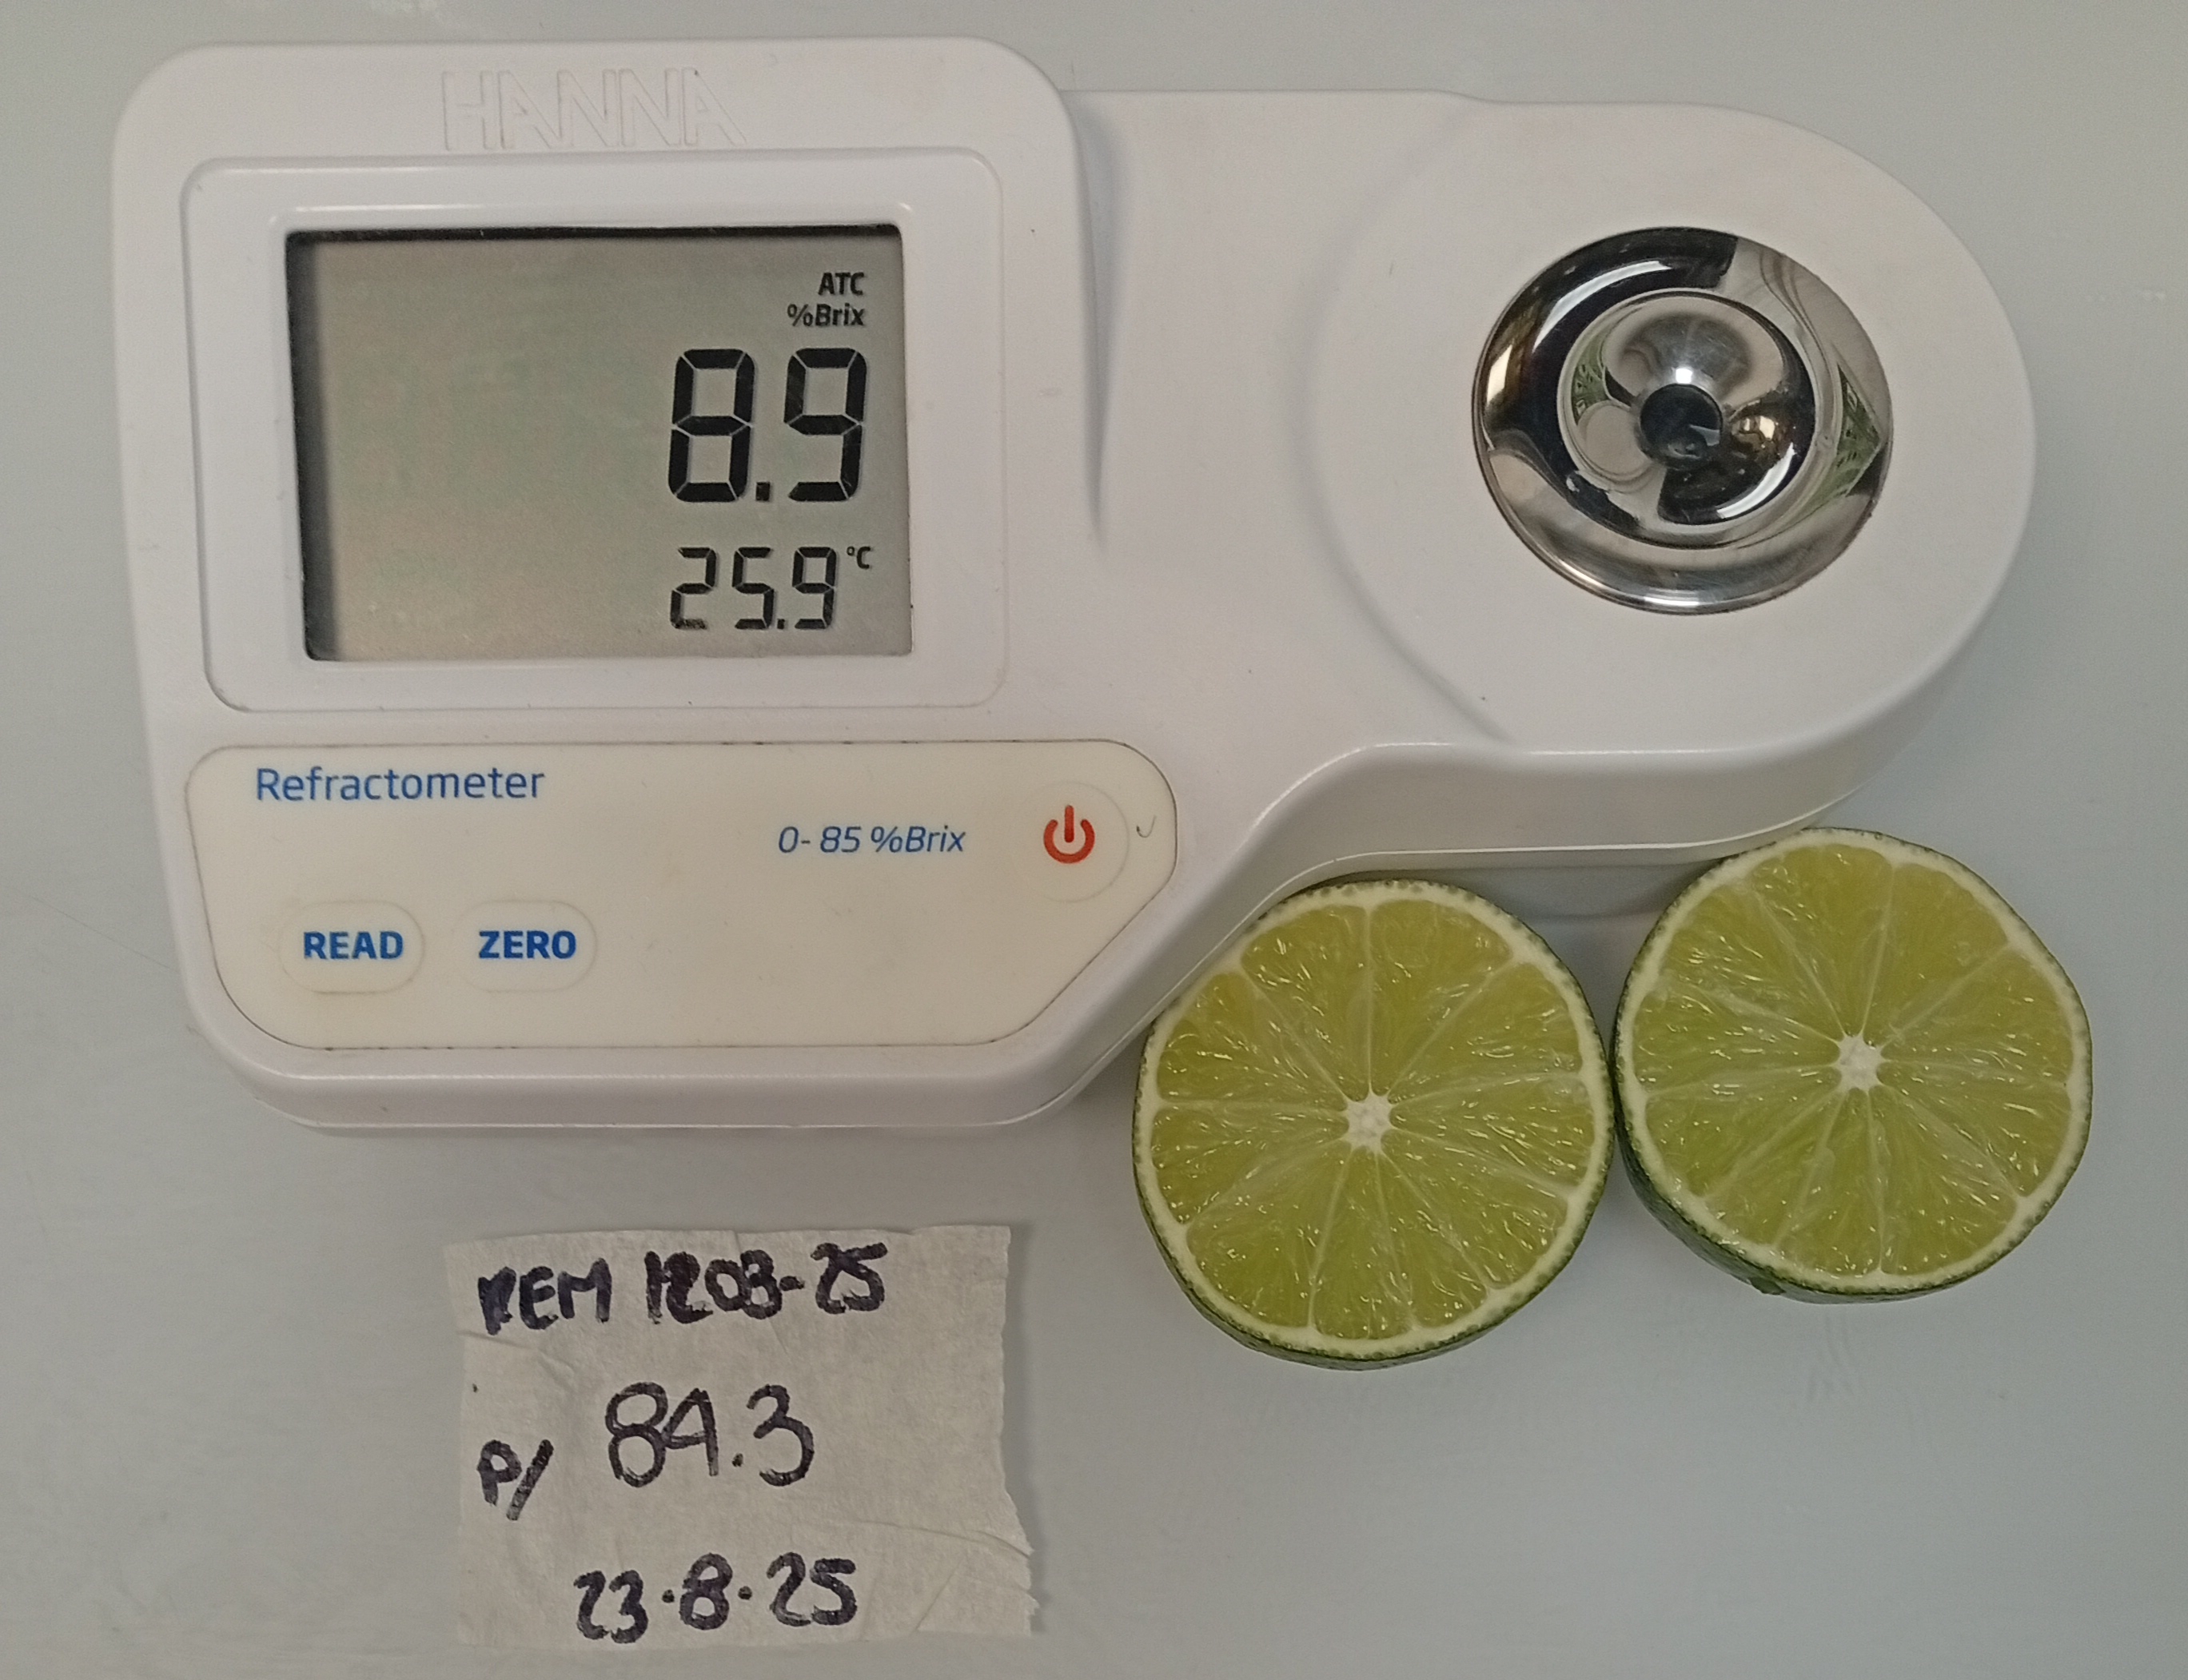 HANNA
ATC
%Brix
8.9
25.9 °C
Refractometer
0-85 %Brix
READ ZERO
REM 1203-25
P/ 84.3
23.8.25